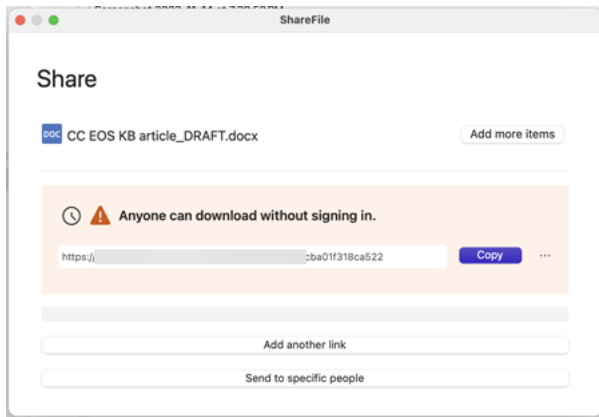 ShareFile
Share
DOC CC EOS KB article_DRAFT.docx
Add more items
Anyone can download without signing in.
https:// cba01f318ca522
Copy
...
Add another link
Send to specific people